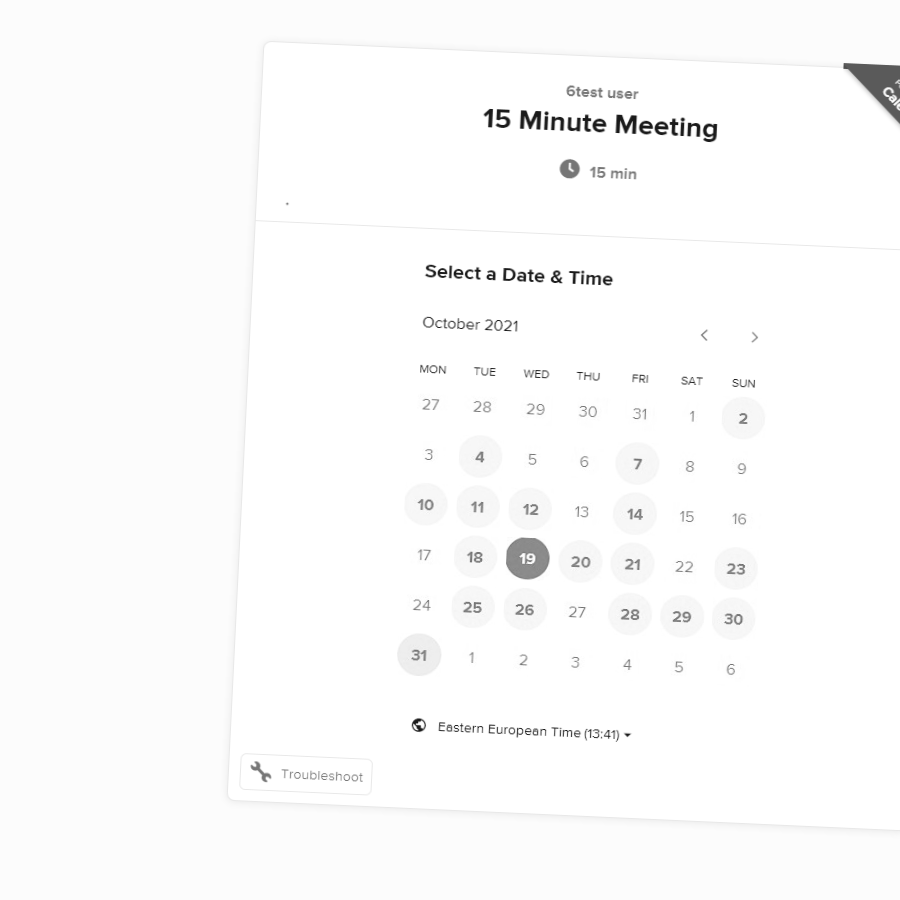 6test user
15 Minute Meeting
15 min
.
Select a Date & Time
October 2021
MON TUE WED THU FRI SAT SUN
27 28 29 30 31 1 2
3 4 5 6 7 8 9
10 11 12 13 14 15 16
17 18 19 20 21 22 23
24 25 26 27 28 29 30
31 1 2 3 4 5 6
Eastern European Time (13:41)
Troubleshoot